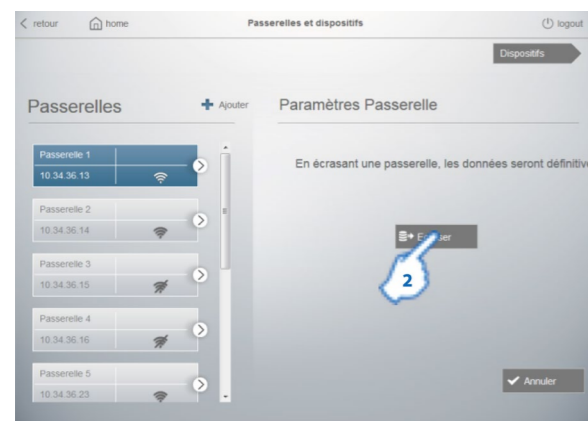 retour
home
Passerelles et dispositifs
logout
Dispositifs
Passerelles
Ajouter
Paramètres Passerelle
Passerelle 1
10.34.36.13
En écrasant une passerelle, les données seront définitive
Passerelle 2
10.34.36.14
2
Passerelle 3
10.34.36.15
Passerelle 4
10.34.36.16
Passerelle 5
10.34.36.23
Annuler